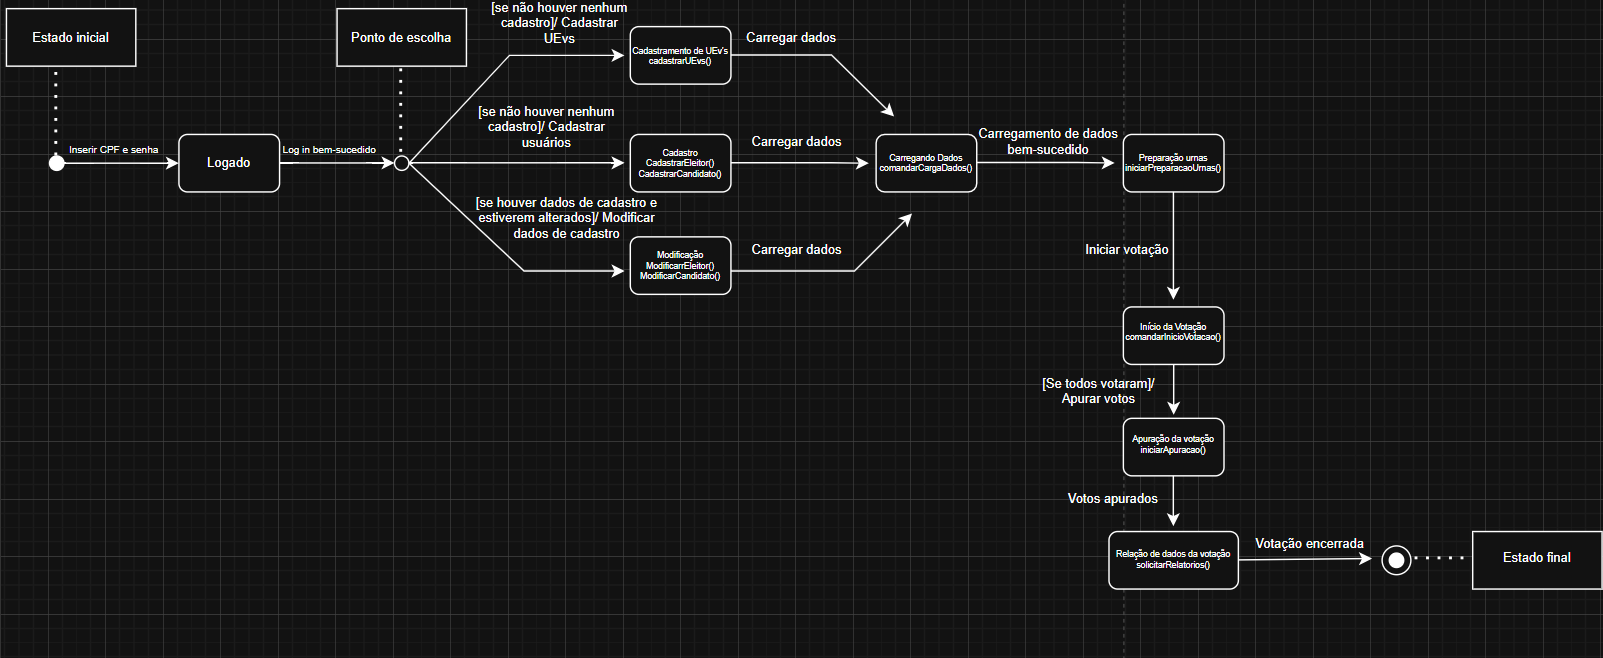 Estado inicial
Ponto de escolha
[se não houver nenhum
cadastro]/ Cadastrar
UEvs
Cadastramento de UEv's
cadastrarUEvs()
Carregar dados
Inserir CPF e senha
Logado
Log in bem-sucedido
[se não houver nenhum
cadastro]/ Cadastrar
usuários
Cadastro
CadastrarEleitor()
CadastrarCandidato()
Carregar dados
Carregando Dados
comandarCargaDados()
Carregamento de dados
bem-sucedido
Preparação urnas
iniciarPreparacaoUrnas()
[se houver dados de cadastro e
estiverem alterados]/ Modificar
dados de cadastro
Modificação
ModificarrEleitor()
ModificarCandidato()
Carregar dados
Iniciar votação
Início da Votação
comandarInicioVotacao()
[Se todos votaram]/
Apurar votos
Apuração da votação
iniciarApuracao()
Votos apurados
Relação de dados da votação
solicitarRelatorios()
Votação encerrada
Estado final